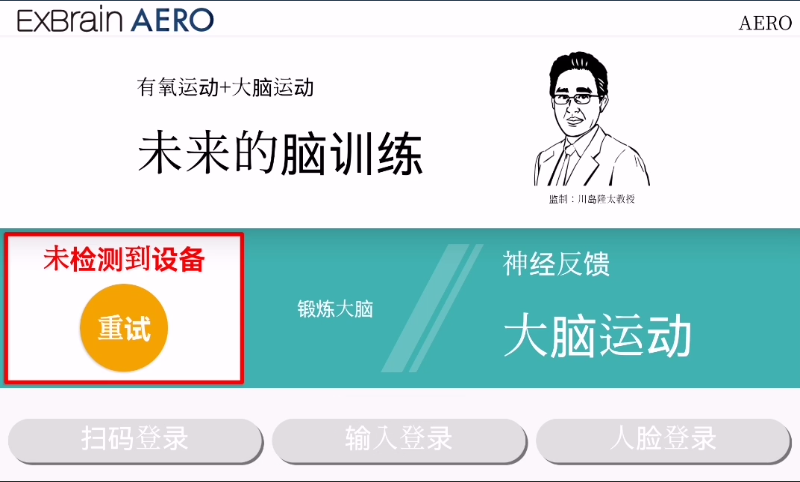 ExBrain AERO
AERO
有氧运动+大脑运动
未来的脑训练
监制：川岛隆太教授
未检测到设备
重试
锻炼大脑
神经反馈
大脑运动
扫码登录
输入登录
人脸登录